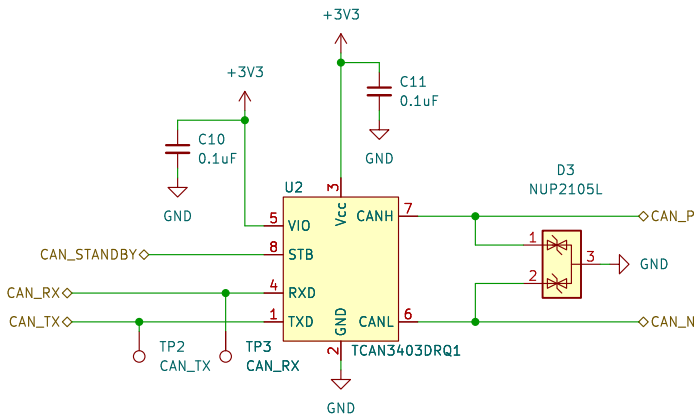 +3V3
+3V3
C11
0.1uF
C10
0.1uF
GND
D3
NUP2105L
GND
U2
3
Vcc
5
VIO
CANH
7
CAN_P
CAN_STANDBY
8
STB
1
2
3
GND
CAN_RX
4
RXD
CAN_TX
1
TXD
GND
CANL
6
CAN_N
2
TP2
CAN_TX
TP3
CAN_RX
TCAN3403DRQ1
GND